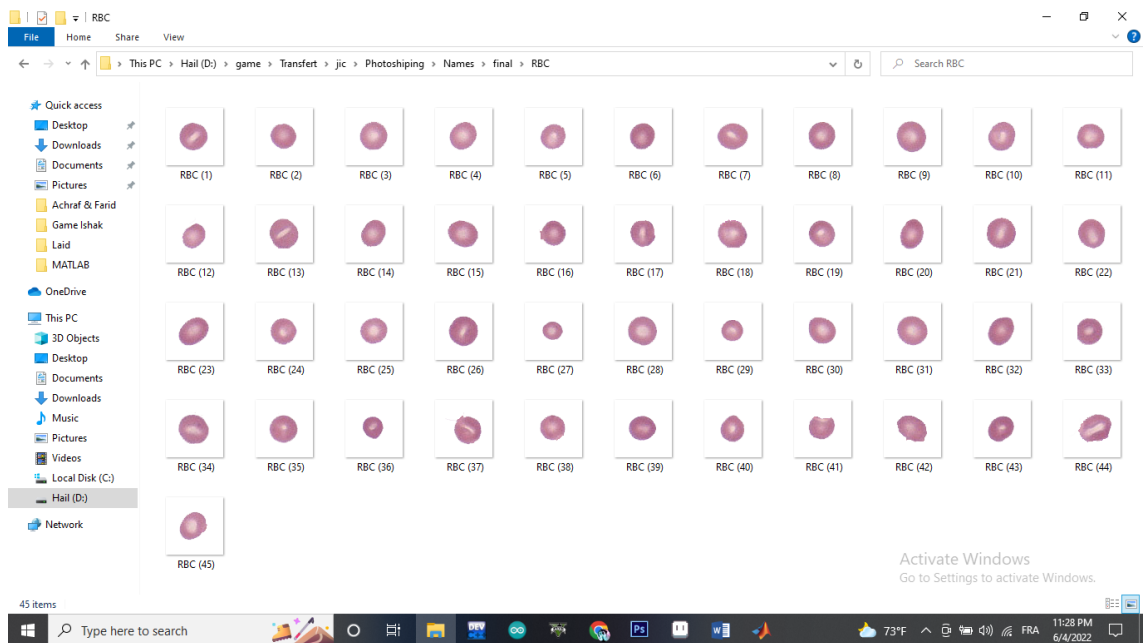 RBC
File Home Share View
This PC Hail (D:) game Transfert jic Photoshiping Names final RBC
Search RBC
Quick access
Desktop
Downloads
Documents
Pictures
Achraf & Farid
Game Ishak
Laid
MATLAB
OneDrive
This PC
3D Objects
Desktop
Documents
Downloads
Music
Pictures
Videos
Local Disk (C:)
Hail (D:)
Network
RBC (1) RBC (2) RBC (3) RBC (4) RBC (5) RBC (6) RBC (7) RBC (8) RBC (9) RBC (10) RBC (11)
RBC (12) RBC (13) RBC (14) RBC (15) RBC (16) RBC (17) RBC (18) RBC (19) RBC (20) RBC (21) RBC (22)
RBC (23) RBC (24) RBC (25) RBC (26) RBC (27) RBC (28) RBC (29) RBC (30) RBC (31) RBC (32) RBC (33)
RBC (34) RBC (35) RBC (36) RBC (37) RBC (38) RBC (39) RBC (40) RBC (41) RBC (42) RBC (43) RBC (44)
RBC (45)
Activate Windows
Go to Settings to activate Windows.
45 items
Type here to search
DEV
Ps
73°F
FRA
11:28 PM
6/4/2022